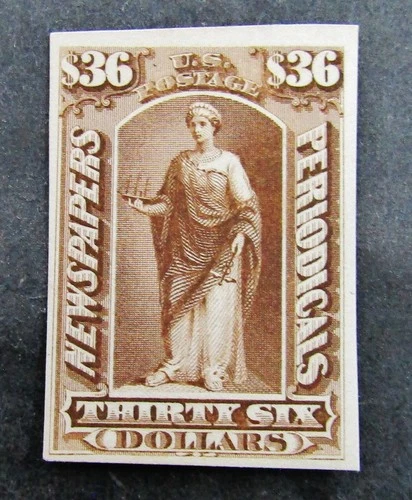 $36 U.S. $36
POSTAGE
NEWSPAPERS
PERIODICALS
THIRTY SIX
DOLLARS